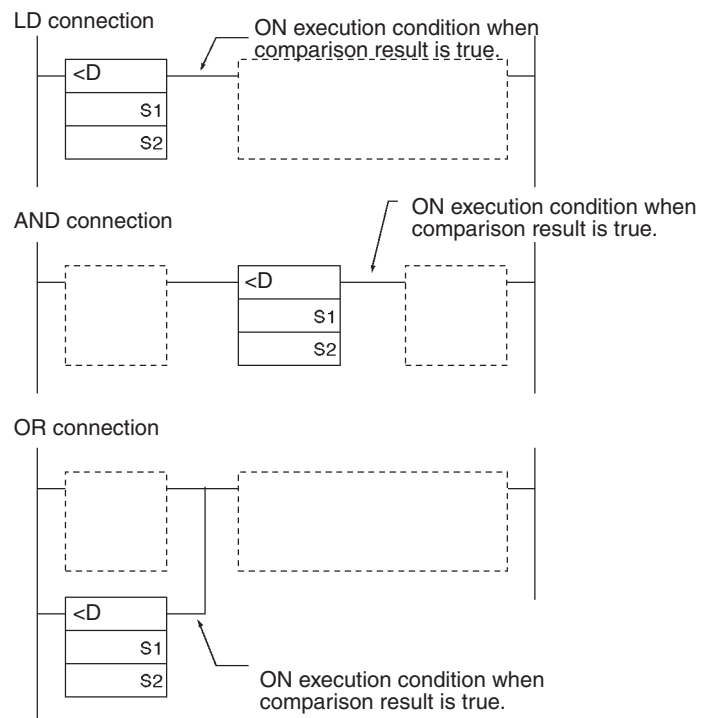 LD connection
ON execution condition when
comparison result is true.
<D
S1
S2
AND connection
ON execution condition when
comparison result is true.
<D
S1
S2
OR connection
<D
S1
S2
ON execution condition when
comparison result is true.